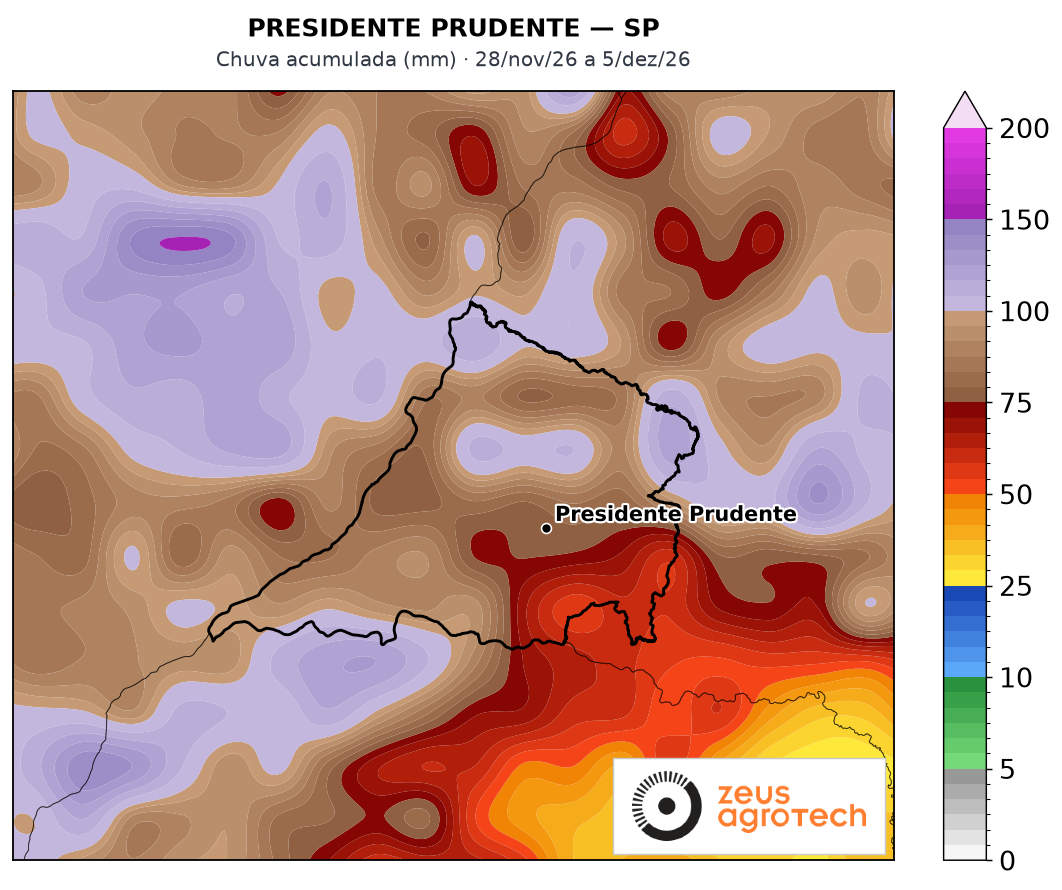 PRESIDENTE PRUDENTE — SP
Chuva acumulada (mm) · 28/nov/26 a 5/dez/26
200
150
100
75
50
25
10
5
0
Presidente Prudente
zeus
agrotech